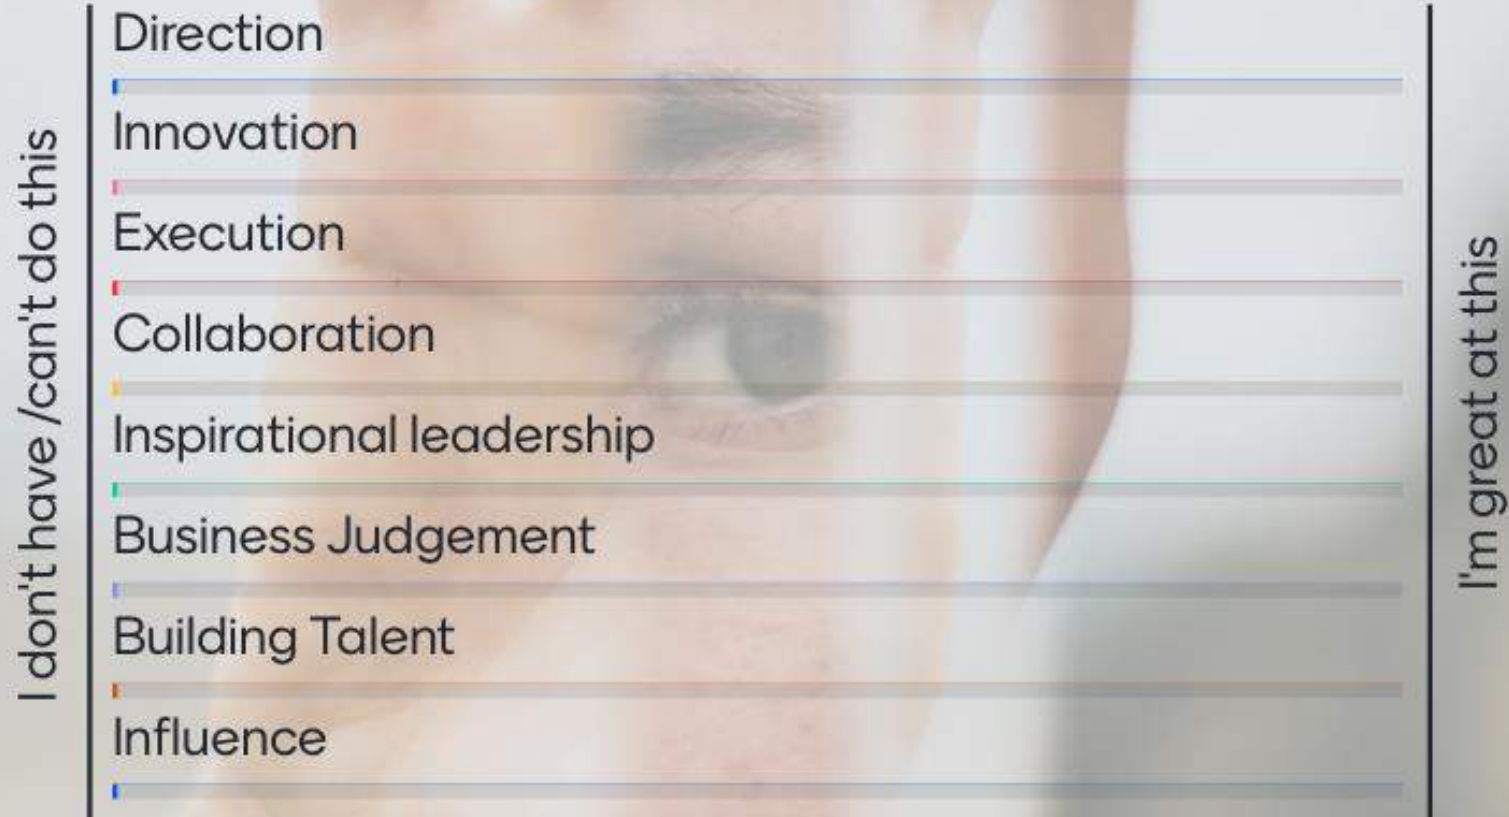 I don't have /can't do this
Direction
Innovation
Execution
Collaboration
Inspirational leadership
Business Judgement
Building Talent
Influence
I'm great at this